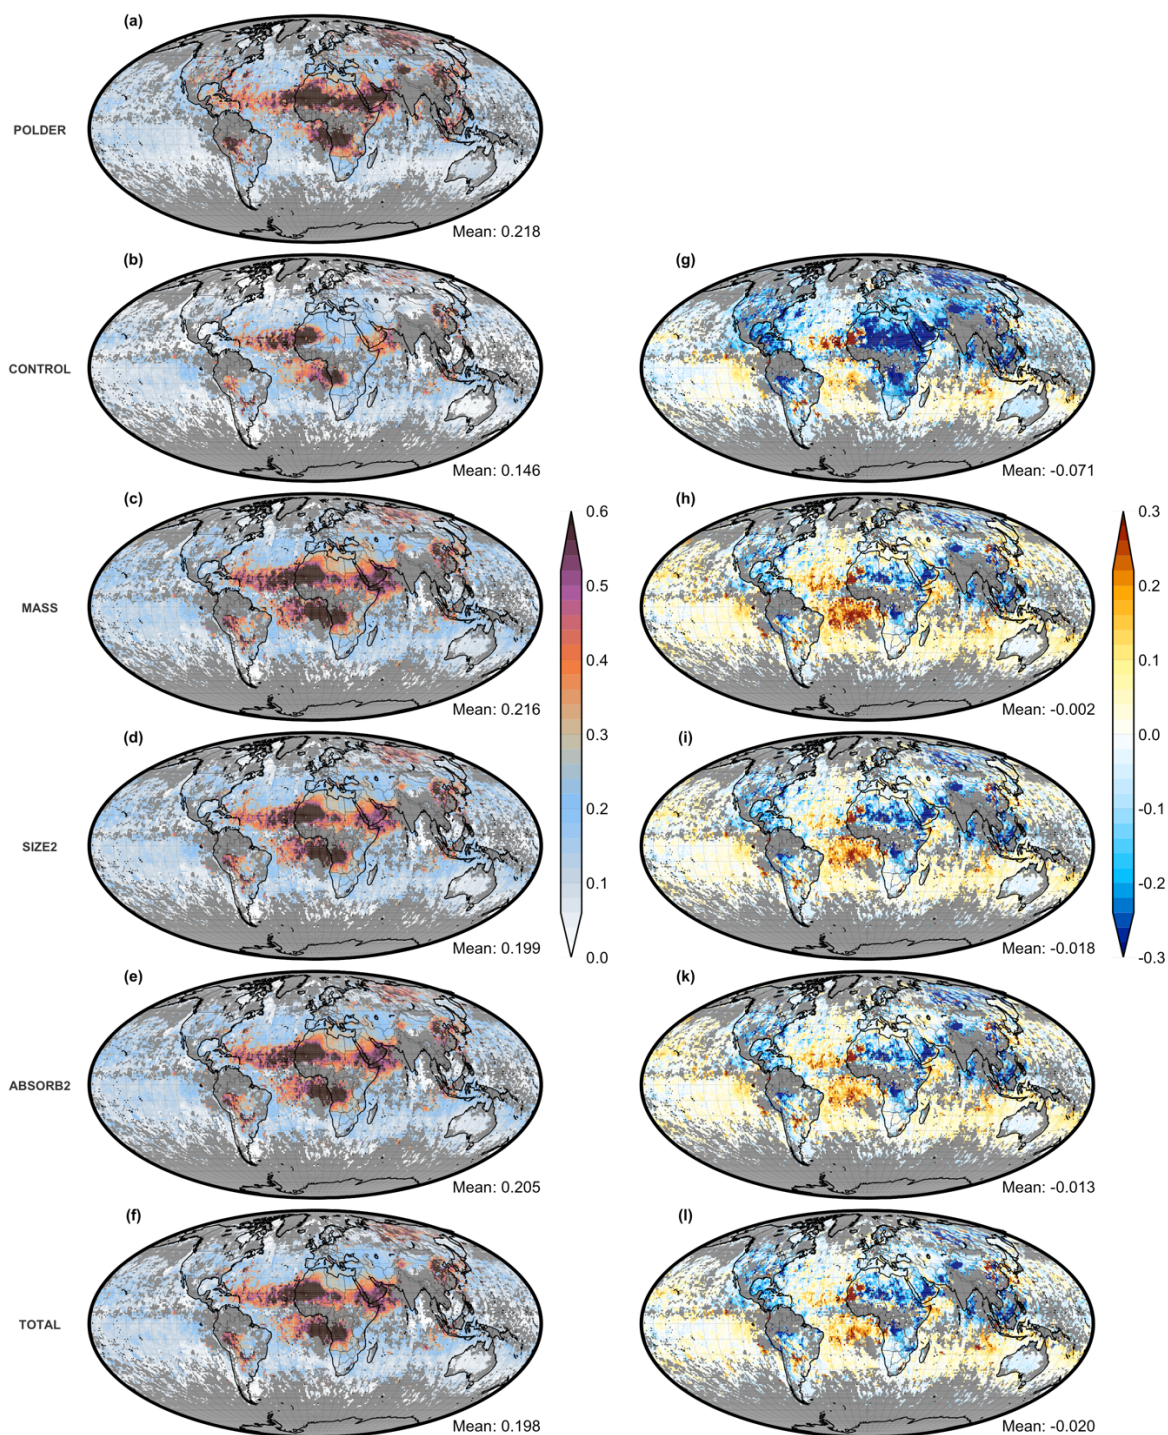 (a)
POLDER
Mean: 0.218
(b)
(g)
CONTROL
Mean: 0.146
Mean: -0.071
(c)
(h)
0.6
0.3
0.5
0.2
MASS
0.4
0.1
Mean: 0.216
Mean: -0.002
(d)
(i)
0.3
0.0
0.2
-0.1
SIZE2
0.1
-0.2
Mean: 0.199
Mean: -0.018
0.0
-0.3
(e)
(k)
ABSORB2
Mean: 0.205
Mean: -0.013
(f)
(l)
TOTAL
Mean: 0.198
Mean: -0.020